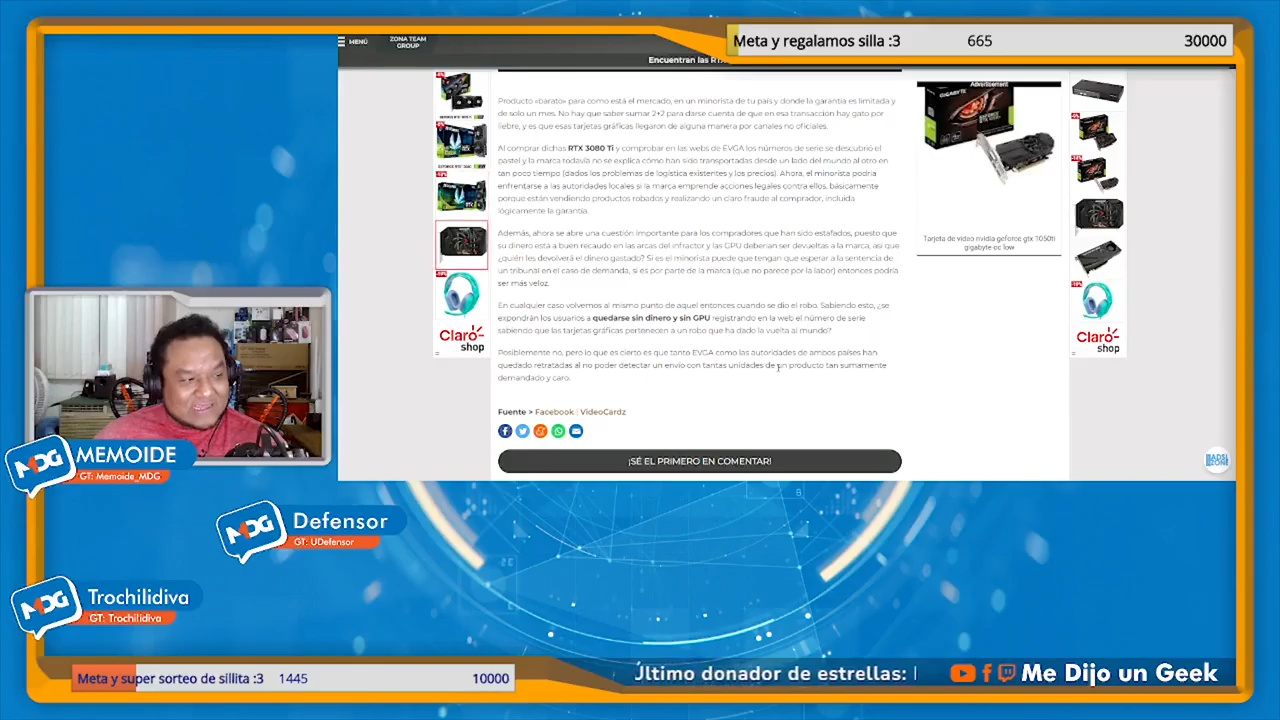 Meta y regalamos silla :3 665 30000
MENÚ
ZONA TEAM
GROUP
Encuentran las RTX
Producto «barato» para como está el mercado, en un minorista de tu país y donde la garantía es limitada y
de solo un mes. No hay que saber sumar 2+2 para darse cuenta de que en esa transacción hay gato por
liebre, y es que esas tarjetas gráficas llegaron de alguna manera por canales no oficiales.
Al comprar dichas RTX 3080 Ti y comprobar en las webs de EVGA los números de serie se descubrió el
pastel y la marca todavía no se explica cómo han sido transportadas desde un lado del mundo al otro en
tan poco tiempo (dados los problemas de logística existentes y los precios). Ahora, el minorista podría
enfrentarse a las autoridades locales si la marca emprende acciones legales contra ellos, básicamente
porque están vendiendo productos robados y realizando un claro fraude al comprador, incluida
lógicamente la garantía.
Además, ahora se abre una cuestión importante para los compradores que han sido estafados, puesto que
su dinero está a buen recaudo en las arcas del infractor y las GPU deberían ser devueltas a la marca, así que
¿quién les devolverá el dinero gastado? Si es el minorista puede que tengan que esperar a la sentencia de
un tribunal en el caso de demanda, si es por parte de la marca (que no parece por la labor) entonces podría
ser más veloz.
En cualquier caso volvemos al mismo punto de aquel entonces cuando se dio el robo. Sabiendo esto, ¿se
expondrán los usuarios a quedarse sin dinero y sin GPU registrando en la web el número de serie
sabiendo que las tarjetas gráficas pertenecen a un robo que ha dado la vuelta al mundo?
Posiblemente no, pero lo que es cierto es que tanto EVGA como las autoridades de ambos países han
quedado retratadas al no poder detectar un envío con tantas unidades de un producto tan sumamente
demandado y caro.
Fuente > Facebook | VideoCardz
¡SÉ EL PRIMERO EN COMENTAR!
Claro-
shop
Advertisement
GIGABYTE
Tarjeta de video nvidia geforce gtx 1050ti
gigabyte oc low
Claro-
shop
ADSL
ZONE
MDG MEMOIDE
GT: Memoide_MDG
MDG Defensor
GT: UDefensor
MDG Trochilidiva
GT: Trochilidiva
Meta y super sorteo de sillita :3 1445 10000
Último donador de estrellas:
Me Dijo un Geek